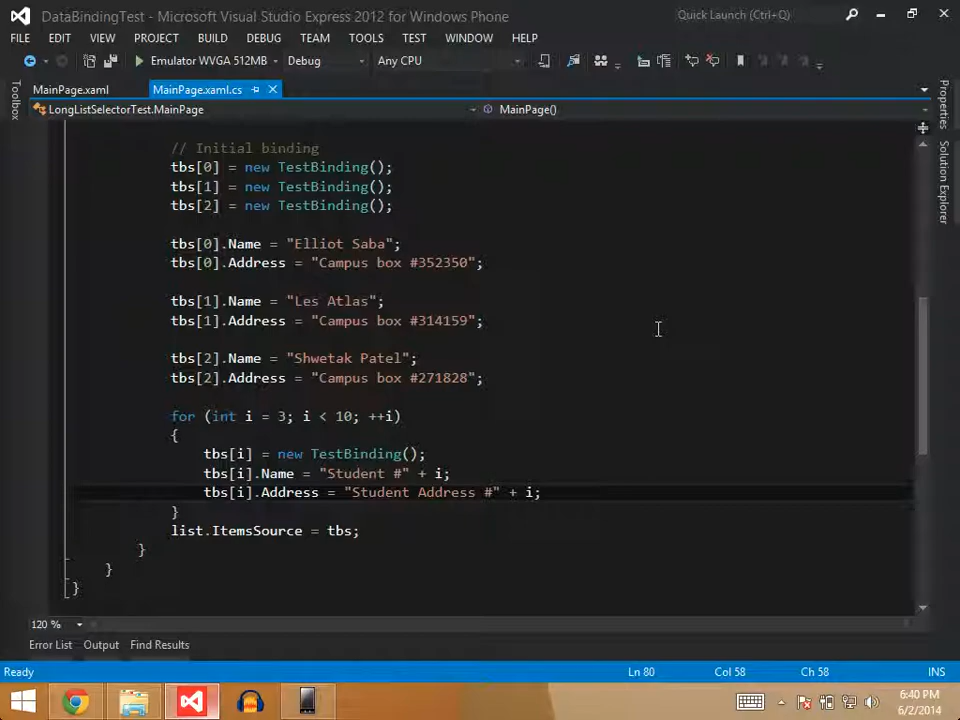 DataBindingTest - Microsoft Visual Studio Express 2012 for Windows Phone
Quick Launch (Ctrl+Q)
FILE EDIT VIEW PROJECT BUILD DEBUG TEAM TOOLS TEST WINDOW HELP
Emulator WVGA 512MB Debug Any CPU
Toolbox
MainPage.xaml MainPage.xaml.cs
LongListSelectorTest.MainPage MainPage()
Properties
Solution Explorer
// Initial binding
tbs[0] = new TestBinding();
tbs[1] = new TestBinding();
tbs[2] = new TestBinding();
tbs[0].Name = "Elliot Saba";
tbs[0].Address = "Campus box #352350";
tbs[1].Name = "Les Atlas";
tbs[1].Address = "Campus box #314159";
tbs[2].Name = "Shwetak Patel";
tbs[2].Address = "Campus box #271828";
for (int i = 3; i < 10; ++i)
{
tbs[i] = new TestBinding();
tbs[i].Name = "Student #" + i;
tbs[i].Address = "Student Address #" + i;
}
list.ItemsSource = tbs;
}
}
}
120 %
Error List Output Find Results
Ready Ln 80 Col 58 Ch 58 INS
6:40 PM
6/2/2014